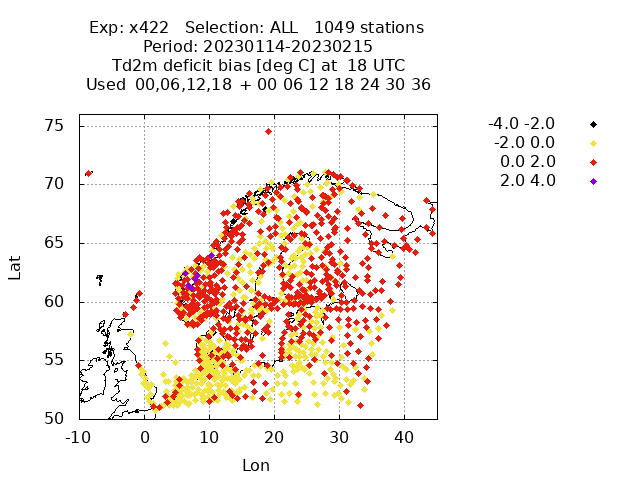 Exp: x422   Selection: ALL   1049 stations
Period: 20230114-20230215
Td2m deficit bias [deg C] at  18 UTC
Used  00,06,12,18  + 00 06 12 18 24 30 36
-4.0 -2.0
-2.0  0.0
0.0  2.0
2.0  4.0
75
70
65
60
55
50
Lat
-10
0
10
20
30
40
Lon